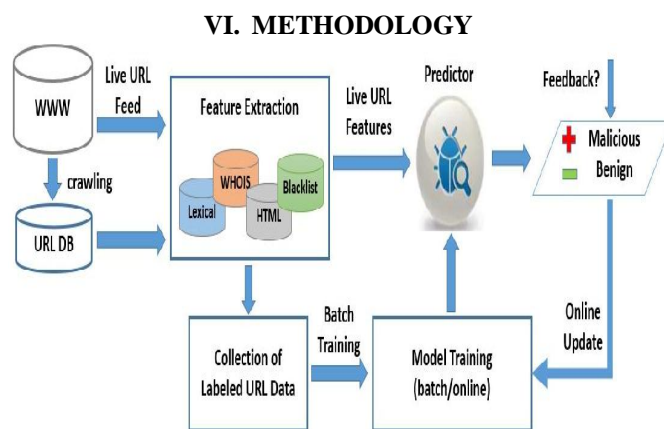 VI. METHODOLOGY
WWW
Live URL
Feed
crawling
URL DB
Feature Extraction
Lexical
WHOIS
HTML
Blacklist
Live URL
Features
Predictor
Feedback?
Malicious
Benign
Collection of
Labeled URL Data
Batch
Training
Model Training
(batch/online)
Online
Update